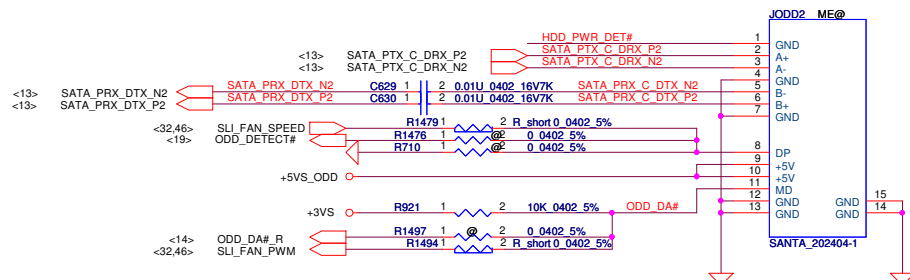 JODD2 ME@
HDD_PWR_DET# 1 GND
SATA_PTX_C_DRX_P2 2 A+
<13> SATA_PTX_C_DRX_P2
SATA_PTX_C_DRX_N2 3 A-
<13> SATA_PTX_C_DRX_N2
4 GND
<13> SATA_PRX_DTX_N2 SATA_PRX_DTX_N2 C629 1 2 0.01U_0402_16V7K SATA_PRX_C_DTX_N2 5 B-
<13> SATA_PRX_DTX_P2 SATA_PRX_DTX_P2 C630 1 2 0.01U_0402_16V7K SATA_PRX_C_DTX_P2 6 B+
7 GND
<32,46> SLI_FAN_SPEED R1479 1 2 R_short 0_0402_5%
<19> ODD_DETECT# R1476 1 @ 2 0_0402_5%
R710 1 @ 2 0_0402_5% 8 DP
9 +5V
+5VS_ODD 10 +5V
11 MD
12 GND 15 GND
+3VS R921 1 2 10K_0402_5% ODD_DA# 13 GND 14 GND
<14> ODD_DA#_R R1497 1 @ 2 0_0402_5%
<32,46> SLI_FAN_PWM R1494 1 2 R_short 0_0402_5%
SANTA_202404-1